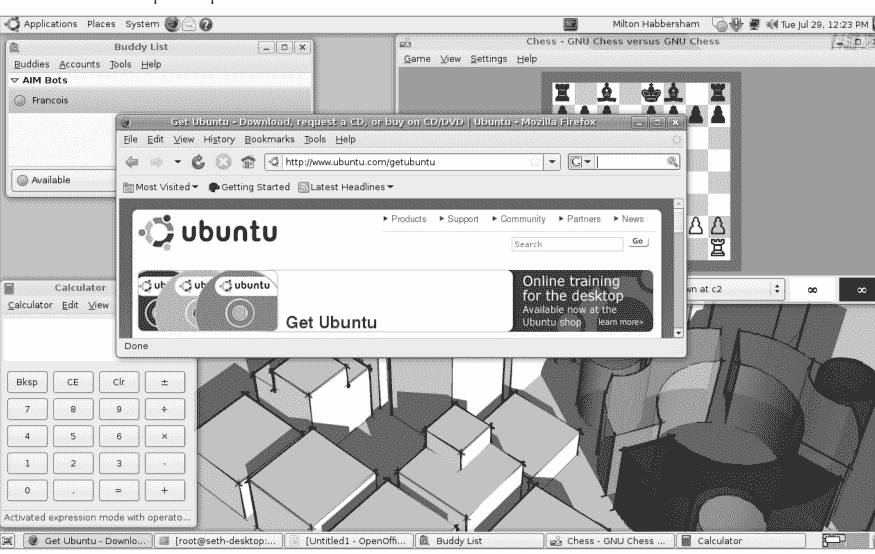 Applications Places System
Milton Habbersham
Tue Jul 29, 12:23 PM
Buddy List
Buddies Accounts Tools Help
AIM Bots
Francois
Available
Chess - GNU Chess versus GNU Chess
Game View Settings Help
Get Ubuntu - Download, request a CD, or buy on CD/DVD | Ubuntu - Mozilla Firefox
File Edit View History Bookmarks Tools Help
http://www.ubuntu.com/getubuntu
G
Most Visited Getting Started Latest Headlines
ubuntu
Products Support Community Partners News
Search Go
ubuntu
Get Ubuntu
Online training
for the desktop
Available now at the
Ubuntu shop learn more»
Done
at c2
∞ ∞
Calculator
Calculator Edit View
Bksp CE Clr ±
7 8 9 ÷
4 5 6 ×
1 2 3 -
0 . = +
Activated expression mode with operato...
Get Ubuntu - Downlo...
[root@seth-desktop:...
[Untitled1 - OpenOffi...
Buddy List
Chess - GNU Chess ...
Calculator